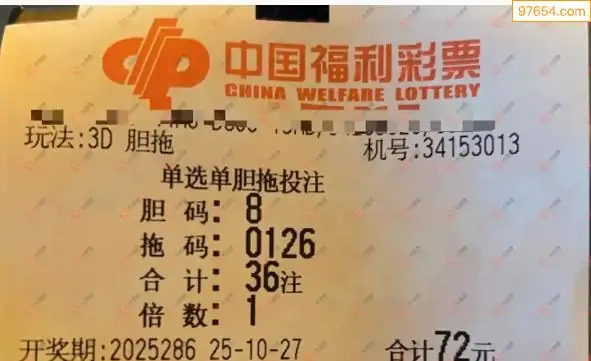 97654.com
中国福利彩票
CHINA WELFARE LOTTERY
玩法:3D 胆拖
机号:34153013
单选单胆拖投注
胆 码: 8
拖 码: 0126
合 计: 36注
倍 数: 1
开奖期:2025286 25-10-27
合计72元